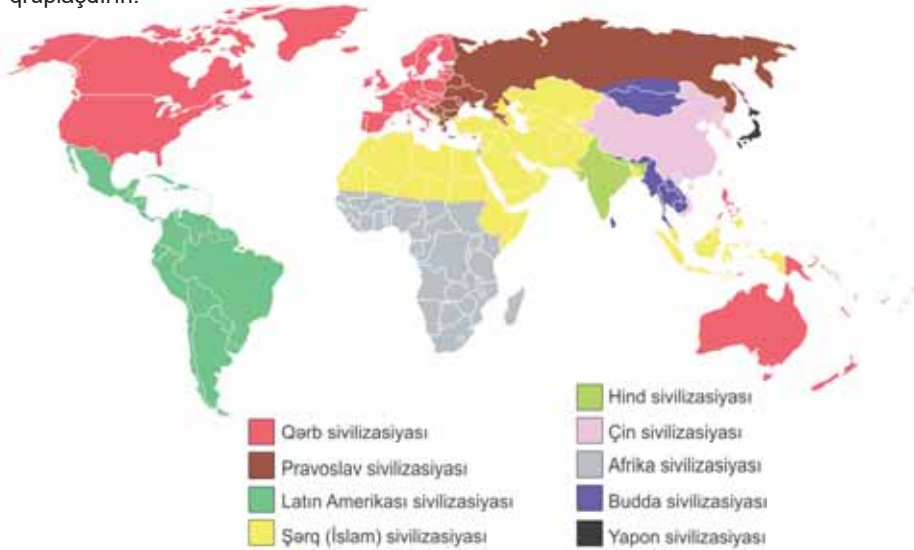 qruplaşdırın.
Qərb sivilizasiyası
Pravoslav sivilizasiyası
Latın Amerikası sivilizasiyası
Şərq (İslam) sivilizasiyası
Hind sivilizasiyası
Çin sivilizasiyası
Afrika sivilizasiyası
Budda sivilizasiyası
Yapon sivilizasiyası